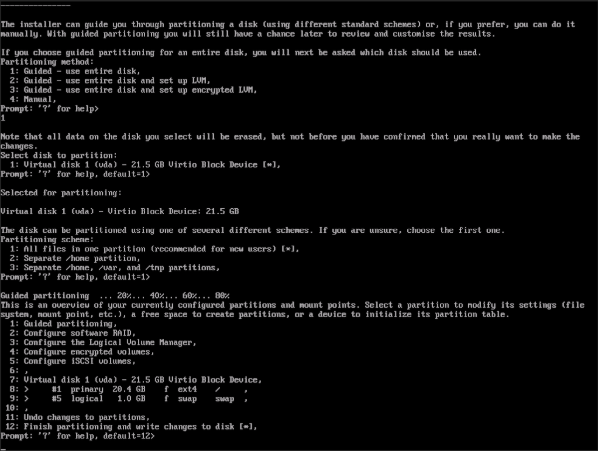 ---------------
The installer can guide you through partitioning a disk (using different standard schemes) or, if you prefer, you can do it
manually. With guided partitioning you will still have a chance later to review and customise the results.
If you choose guided partitioning for an entire disk, you will next be asked which disk should be used.
Partitioning method:
1: Guided - use entire disk,
2: Guided - use entire disk and set up LVM,
3: Guided - use entire disk and set up encrypted LVM,
4: Manual,
Prompt: '?' for help>
1
Note that all data on the disk you select will be erased, but not before you have confirmed that you really want to make the
changes.
Select disk to partition:
1: Virtual disk 1 (vda) - 21.5 GB Virtio Block Device [*],
Prompt: '?' for help, default=1>
Selected for partitioning:
Virtual disk 1 (vda) - Virtio Block Device: 21.5 GB
The disk can be partitioned using one of several different schemes. If you are unsure, choose the first one.
Partitioning scheme:
1: All files in one partition (recommended for new users) [*],
2: Separate /home partition,
3: Separate /home, /var, and /tmp partitions,
Prompt: '?' for help, default=1>
Guided partitioning ... 20%... 40%... 60%... 80%
This is an overview of your currently configured partitions and mount points. Select a partition to modify its settings (file
system, mount point, etc.), a free space to create partitions, or a device to initialize its partition table.
1: Guided partitioning,
2: Configure software RAID,
3: Configure the Logical Volume Manager,
4: Configure encrypted volumes,
5: Configure iSCSI volumes,
6: ,
7: Virtual disk 1 (vda) - 21.5 GB Virtio Block Device,
8: > #1 primary 20.4 GB f ext4 / ,
9: > #5 logical 1.0 GB f swap swap ,
10: ,
11: Undo changes to partitions,
12: Finish partitioning and write changes to disk [*],
Prompt: '?' for help, default=12>
_